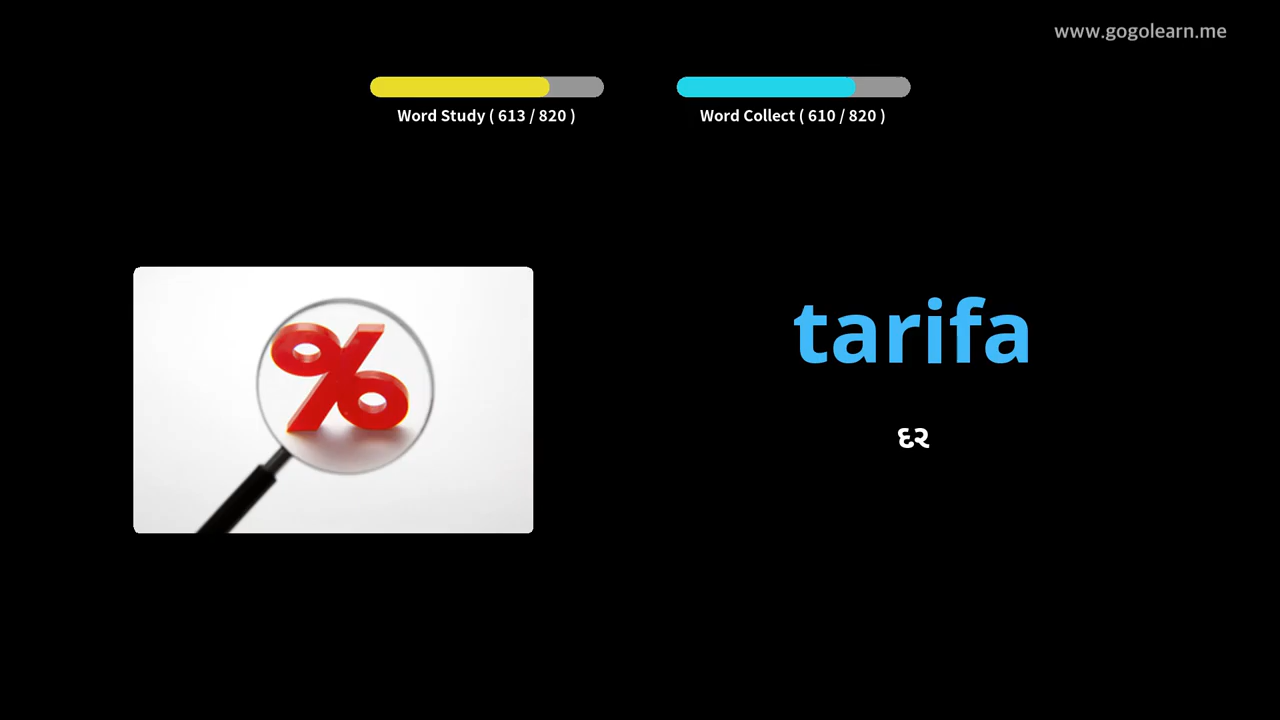 www.gogolearn.me
Word Study ( 613 / 820 )
Word Collect ( 610 / 820 )
%
tarifa
દર